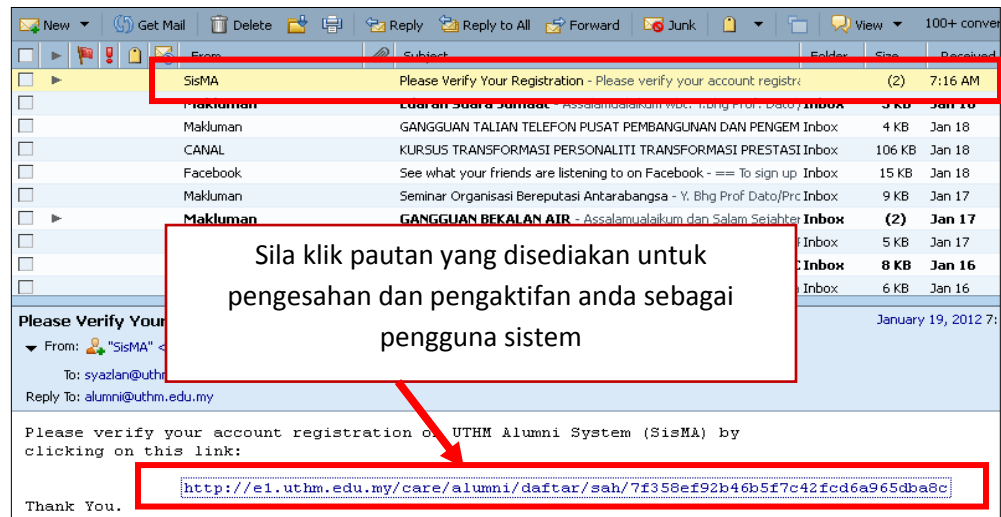 New Get Mail Delete Reply Reply to All Forward Junk View 100+ conver
From Subject Folder Size Received
SisMA Please Verify Your Registration - Please verify your account registra (2) 7:16 AM
Makluman Luaran Suara Jumaat - Assalamualaikum wbt. Y.Bhg Prof. Dato'/ Inbox 5 KB Jan 18
Makluman GANGGUAN TALIAN TELEFON PUSAT PEMBANGUNAN DAN PENGEM Inbox 4 KB Jan 18
CANAL KURSUS TRANSFORMASI PERSONALITI TRANSFORMASI PRESTASI Inbox 106 KB Jan 18
Facebook See what your friends are listening to on Facebook - == To sign up Inbox 15 KB Jan 18
Makluman Seminar Organisasi Bereputasi Antarabangsa - Y. Bhg Prof Dato/Prc Inbox 9 KB Jan 17
Makluman GANGGUAN BEKALAN AIR - Assalamualaikum dan Salam Sejahter Inbox (2) Jan 17
Inbox 5 KB Jan 17
Inbox 8 KB Jan 16
Inbox 6 KB Jan 16
Sila klik pautan yang disediakan untuk
pengesahan dan pengaktifan anda sebagai
pengguna sistem
Please Verify Your January 19, 2012 7:
From: "SisMA" <
To: syazlan@uthm
Reply To: alumni@uthm.edu.my
Please verify your account registration on UTHM Alumni System (SisMA) by
clicking on this link:
http://e1.uthm.edu.my/care/alumni/daftar/sah/7f358ef92b46b5f7c42fcd6a965dba8c
Thank You.